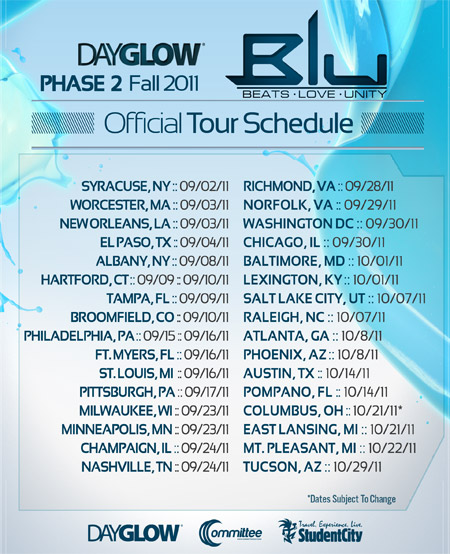 DAYGLOW®
PHASE 2 Fall 2011
Blu
BEATS · LOVE · UNITY
Official Tour Schedule
SYRACUSE, NY :: 09/02/11
WORCESTER, MA :: 09/03/11
NEW ORLEANS, LA :: 09/03/11
EL PASO, TX :: 09/04/11
ALBANY, NY :: 09/08/11
HARTFORD, CT :: 09/09 :: 09/10/11
TAMPA, FL :: 09/09/11
BROOMFIELD, CO :: 09/10/11
PHILADELPHIA, PA :: 09/15 :: 09/16/11
FT. MYERS, FL :: 09/16/11
ST. LOUIS, MI :: 09/16/11
PITTSBURGH, PA :: 09/17/11
MILWAUKEE, WI :: 09/23/11
MINNEAPOLIS, MN :: 09/23/11
CHAMPAIGN, IL :: 09/24/11
NASHVILLE, TN :: 09/24/11
RICHMOND, VA :: 09/28/11
NORFOLK, VA :: 09/29/11
WASHINGTON DC :: 09/30/11
CHICAGO, IL :: 09/30/11
BALTIMORE, MD :: 10/01/11
LEXINGTON, KY :: 10/01/11
SALT LAKE CITY, UT :: 10/07/11
RALEIGH, NC :: 10/07/11
ATLANTA, GA :: 10/8/11
PHOENIX, AZ :: 10/8/11
AUSTIN, TX :: 10/14/11
POMPANO, FL :: 10/14/11
COLUMBUS, OH :: 10/21/11*
EAST LANSING, MI :: 10/21/11
MT. PLEASANT, MI :: 10/22/11
TUCSON, AZ :: 10/29/11
*Dates Subject To Change
DAYGLOW®
Committee
Travel. Experience. Live.
StudentCity